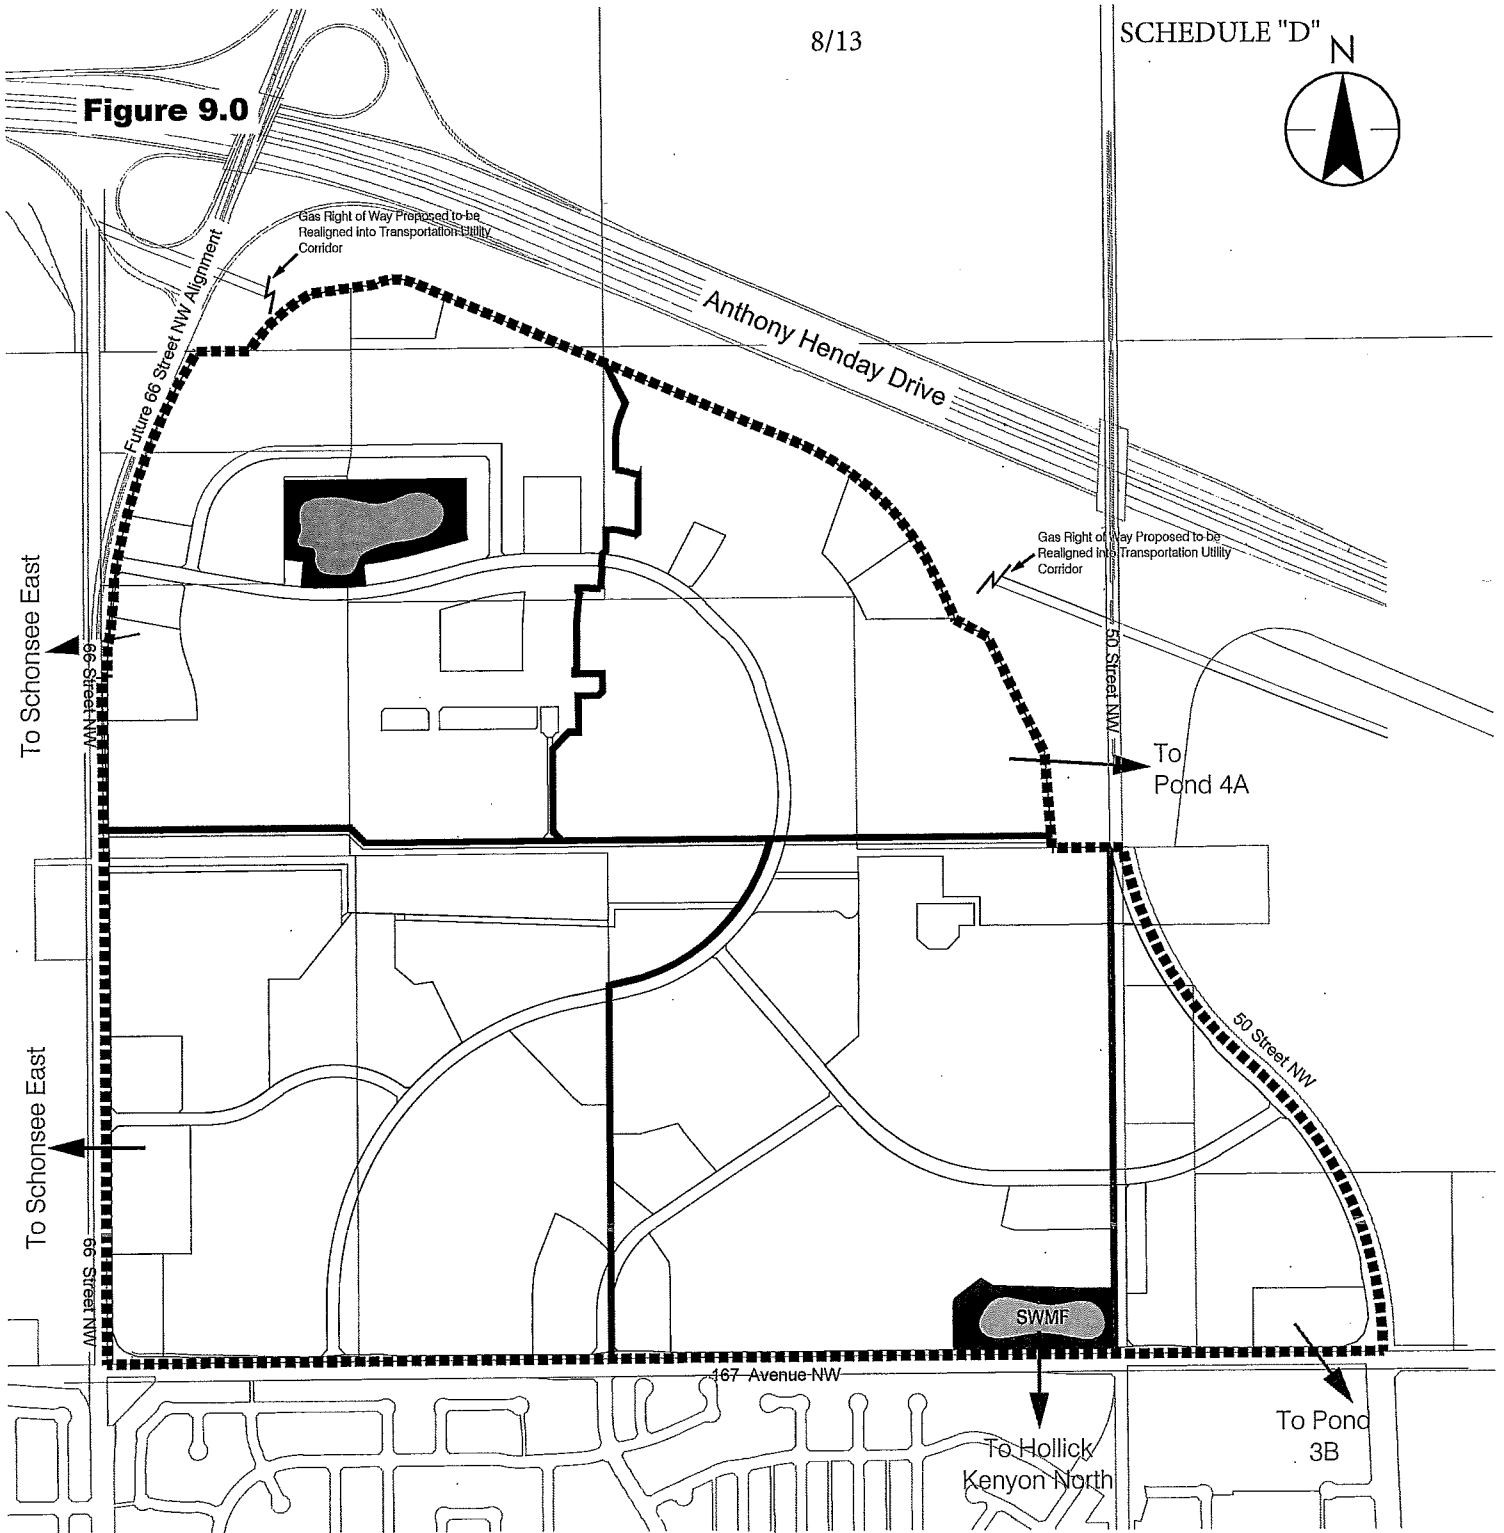 8/13
SCHEDULE "D"
N
Figure 9.0
Gas Right of Way Proposed to be
Realigned into Transportation Utility
Corridor
Future 66 Street NW Alignment
Anthony Henday Drive
Gas Right of Way Proposed to be
Realigned into Transportation Utility
Corridor
To Schonsee East
66 Street NW
50 Street NW
To
Pond 4A
50 Street NW
To Schonsee East
66 Street NW
SWMF
167 Avenue NW
To Hollick
Kenyon North
To Pond
3B